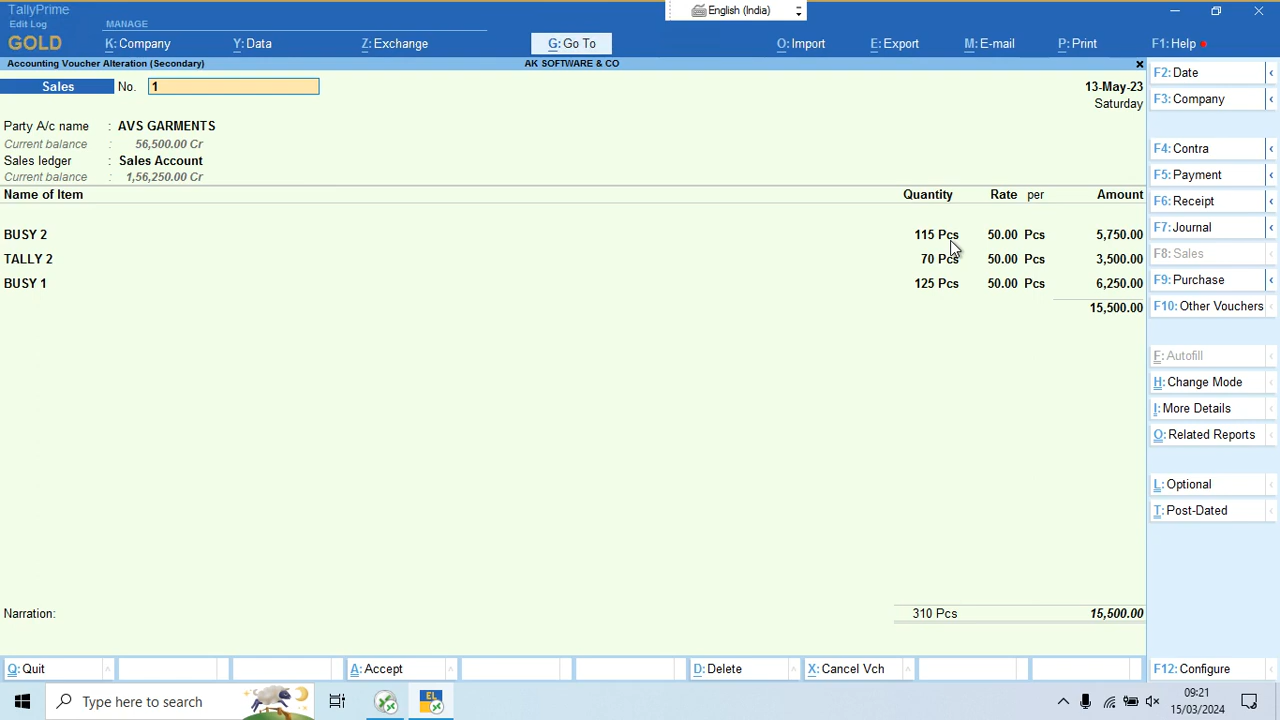 TallyPrime
English (India)
Edit Log
MANAGE
GOLD
K: Company
Y: Data
Z: Exchange
G: Go To
O: Import
E: Export
M: E-mail
P: Print
F1: Help
Accounting Voucher Alteration (Secondary)
AK SOFTWARE & CO
Sales No. 1
13-May-23
Saturday
Party A/c name : AVS GARMENTS
Current balance : 56,500.00 Cr
Sales ledger : Sales Account
Current balance : 1,56,250.00 Cr
Name of Item Quantity Rate per Amount
BUSY 2 115 Pcs 50.00 Pcs 5,750.00
TALLY 2 70 Pcs 50.00 Pcs 3,500.00
BUSY 1 125 Pcs 50.00 Pcs 6,250.00
15,500.00
Narration: 310 Pcs 15,500.00
F2: Date
F3: Company
F4: Contra
F5: Payment
F6: Receipt
F7: Journal
F8: Sales
F9: Purchase
F10: Other Vouchers
F: Autofill
H: Change Mode
I: More Details
O: Related Reports
L: Optional
T: Post-Dated
Q: Quit
A: Accept
D: Delete
X: Cancel Vch
F12: Configure
Type here to search
EL
09:21
15/03/2024